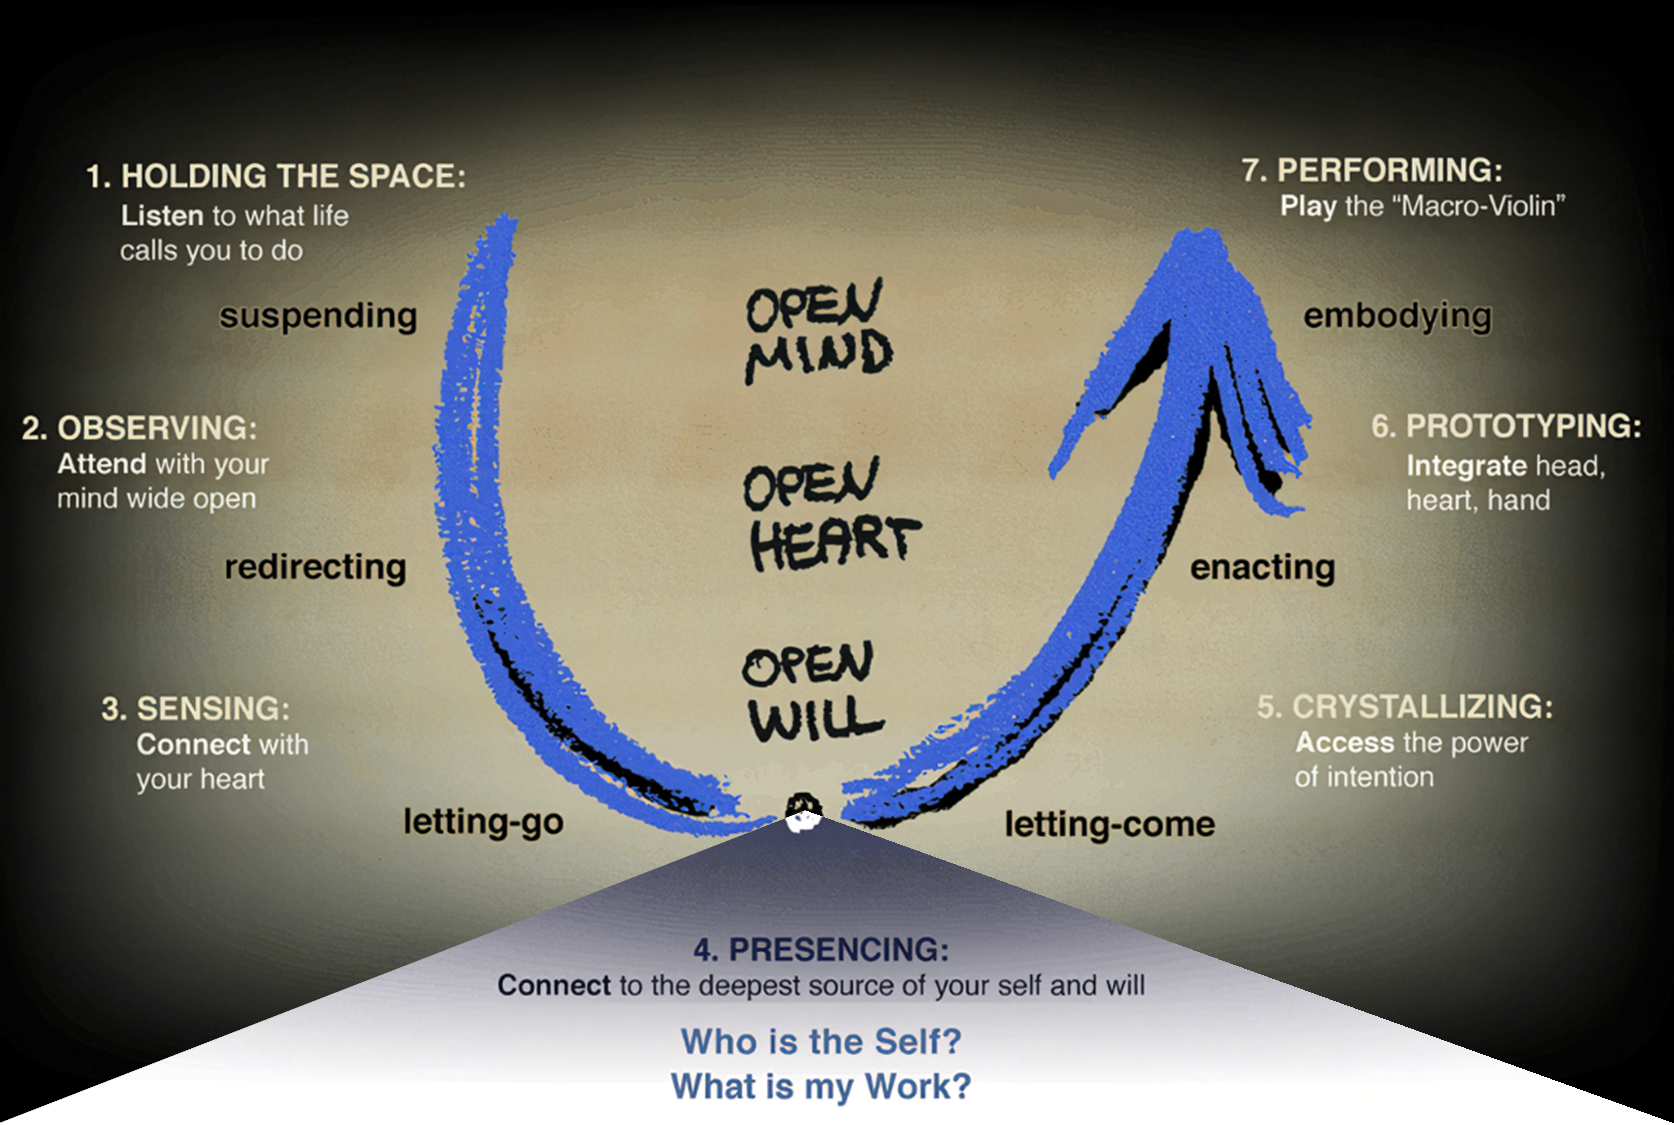 1. HOLDING THE SPACE:
Listen to what life
calls you to do
suspending
2. OBSERVING:
Attend with your
mind wide open
redirecting
3. SENSING:
Connect with
your heart
letting-go
OPEN
MIND
OPEN
HEART
OPEN
WILL
4. PRESENCING:
Connect to the deepest source of your self and will
Who is the Self?
What is my Work?
letting-come
5. CRYSTALLIZING:
Access the power
of intention
enacting
6. PROTOTYPING:
Integrate head,
heart, hand
embodying
7. PERFORMING:
Play the “Macro-Violin”